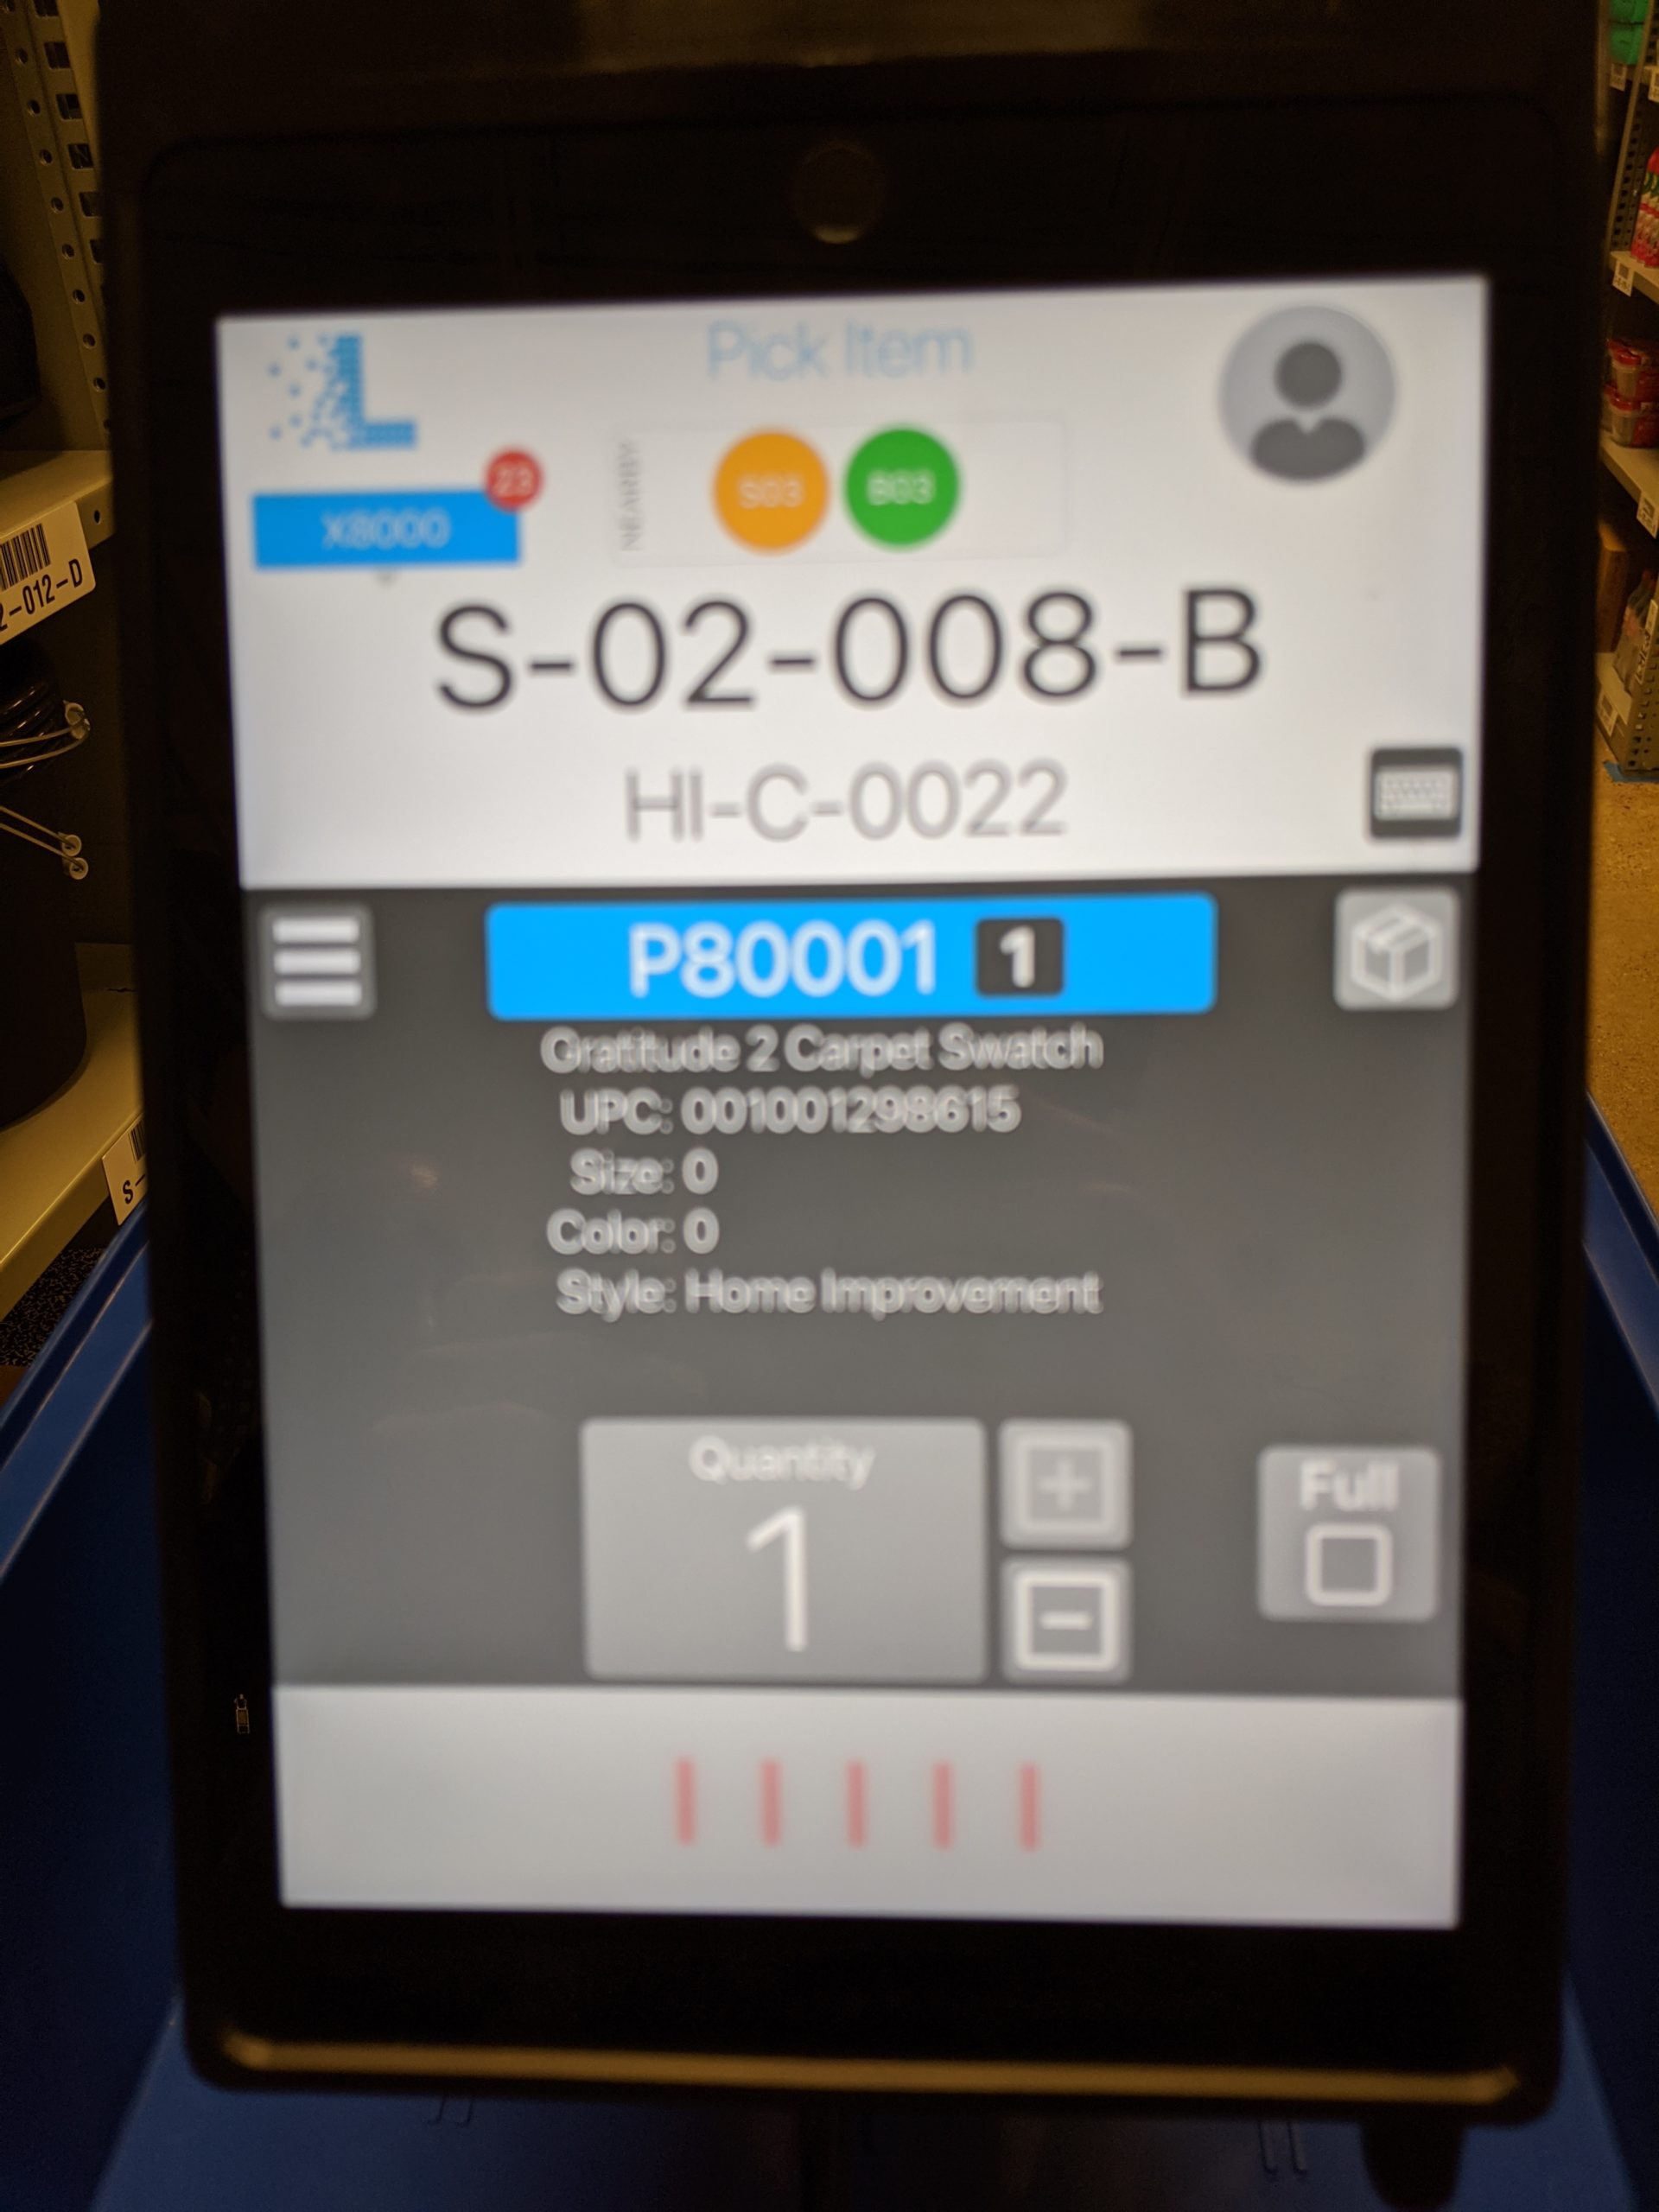 Pick Item
23
X8000
NEARBY
S03
B03
S-02-008-B
HI-C-0022
P80001 1
Gratitude 2 Carpet Swatch
UPC: 001001298615
Size: 0
Color: 0
Style: Home Improvement
Quantity
1
Full
2-012-D
S-